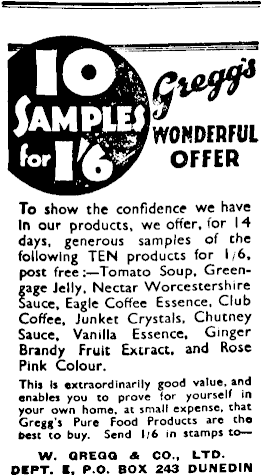 10
SAMPLES
for 1'6
Gregg's
WONDERFUL
OFFER
To show the confidence we have
in our products, we offer, for 14
days, generous samples of the
following TEN products for 1/6,
post free:—Tomato Soup, Green-
gage Jelly, Nectar Worcestershire
Sauce, Eagle Coffee Essence, Club
Coffee, Junket Crystals, Chutney
Sauce, Vanilla Essence, Ginger
Brandy Fruit Extract, and Rose
Pink Colour.
This is extraordinarily good value, and
enables you to prove for yourself in
your own home, at small expense, that
Gregg's Pure Food Products are the
best to buy. Send 1/6 in stamps to—
W. GREGG & CO., LTD.
DEPT. E, P.O. BOX 243 DUNEDIN